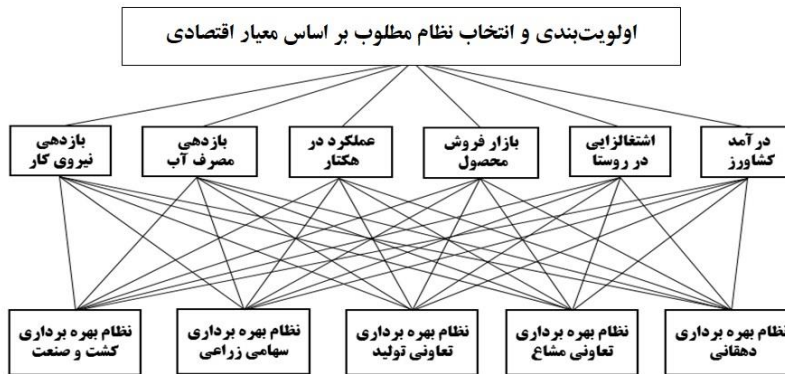 اولویت‌بندی و انتخاب نظام مطلوب بر اساس معیار اقتصادی
درآمد
کشاورز
اشتغالزایی
در روستا
بازار فروش
محصول
عملکرد در
هکتار
بازدهی
مصرف آب
بازدهی
نیروی کار
نظام بهره برداری
دهقانی
نظام بهره برداری
تعاونی مشاع
نظام بهره برداری
تعاونی تولید
نظام بهره برداری
سهامی زراعی
نظام بهره برداری
کشت و صنعت